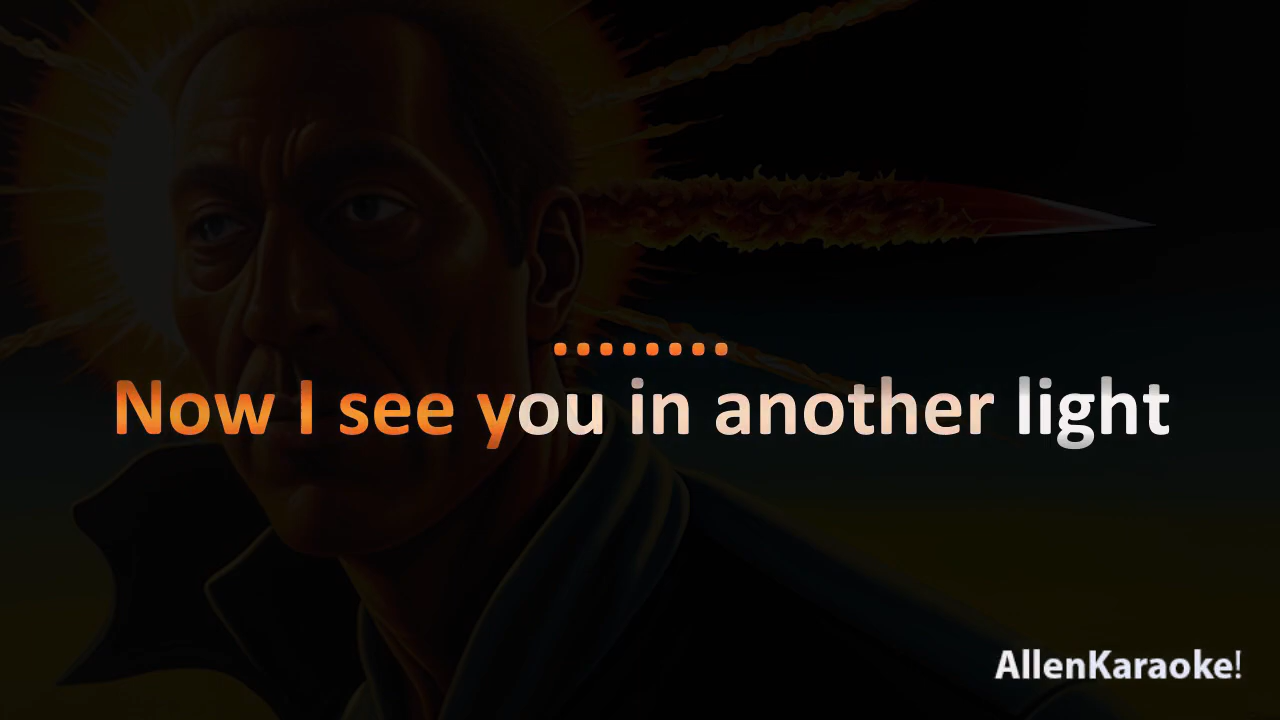 ........
Now I see you in another light
AllenKaraoke!